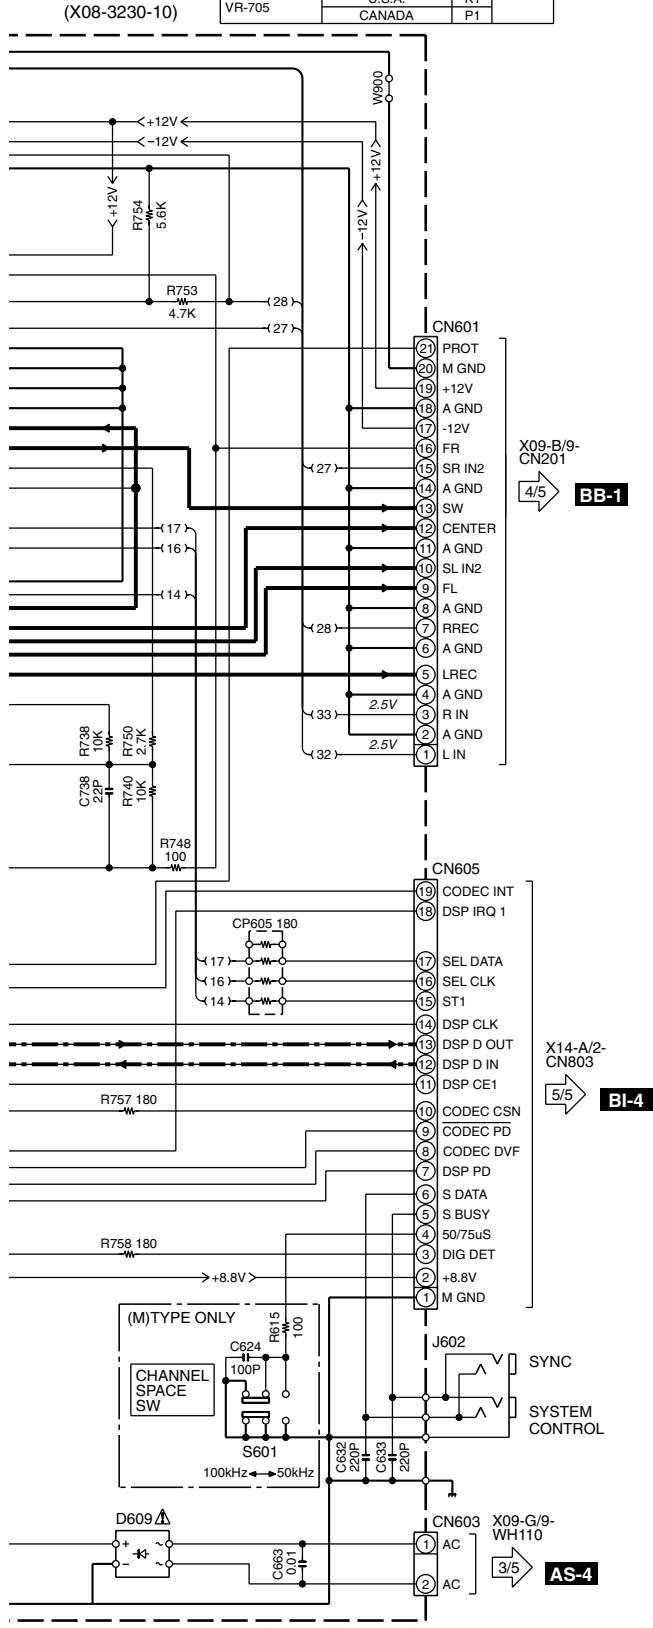 (X08-3230-10)
VR-705
U.S.A. K1
CANADA P1
W900
+12V
-12V
+12V
-12V
+12V
R754
5.6K
R753
4.7K
28
27
CN601
21 PROT
20 M GND
19 +12V
18 A GND
17 -12V
16 FR
27 15 SR IN2
14 A GND
13 SW
12 CENTER
11 A GND
10 SL IN2
9 FL
8 A GND
28 7 RREC
6 A GND
5 LREC
4 A GND
33 2.5V 3 R IN
2 A GND
32 2.5V 1 L IN
X09-B/9-
CN201
4/5 BB-1
17
16
14
R738
10K
R750
2.7K
C738
22P
R740
10K
R748
100
CN605
19 CODEC INT
18 DSP IRQ 1
CP605 180
17 17 SEL DATA
16 16 SEL CLK
14 15 ST1
14 DSP CLK
13 DSP D OUT
12 DSP D IN
11 DSP CE1
R757 180
10 CODEC CSN
9 CODEC PD
8 CODEC DVF
7 DSP PD
6 S DATA
5 S BUSY
4 50/75uS
R758 180
3 DIG DET
+8.8V
2 +8.8V
1 M GND
X14-A/2-
CN803
5/5 BI-4
(M)TYPE ONLY
R615
100
C624
100P
CHANNEL
SPACE
SW
S601
100kHz 50kHz
J602
SYNC
SYSTEM
CONTROL
C632
220P
C633
220P
D609
+ ~
- ~
C663
0.01
CN603
1 AC
2 AC
X09-G/9-
WH110
3/5 AS-4